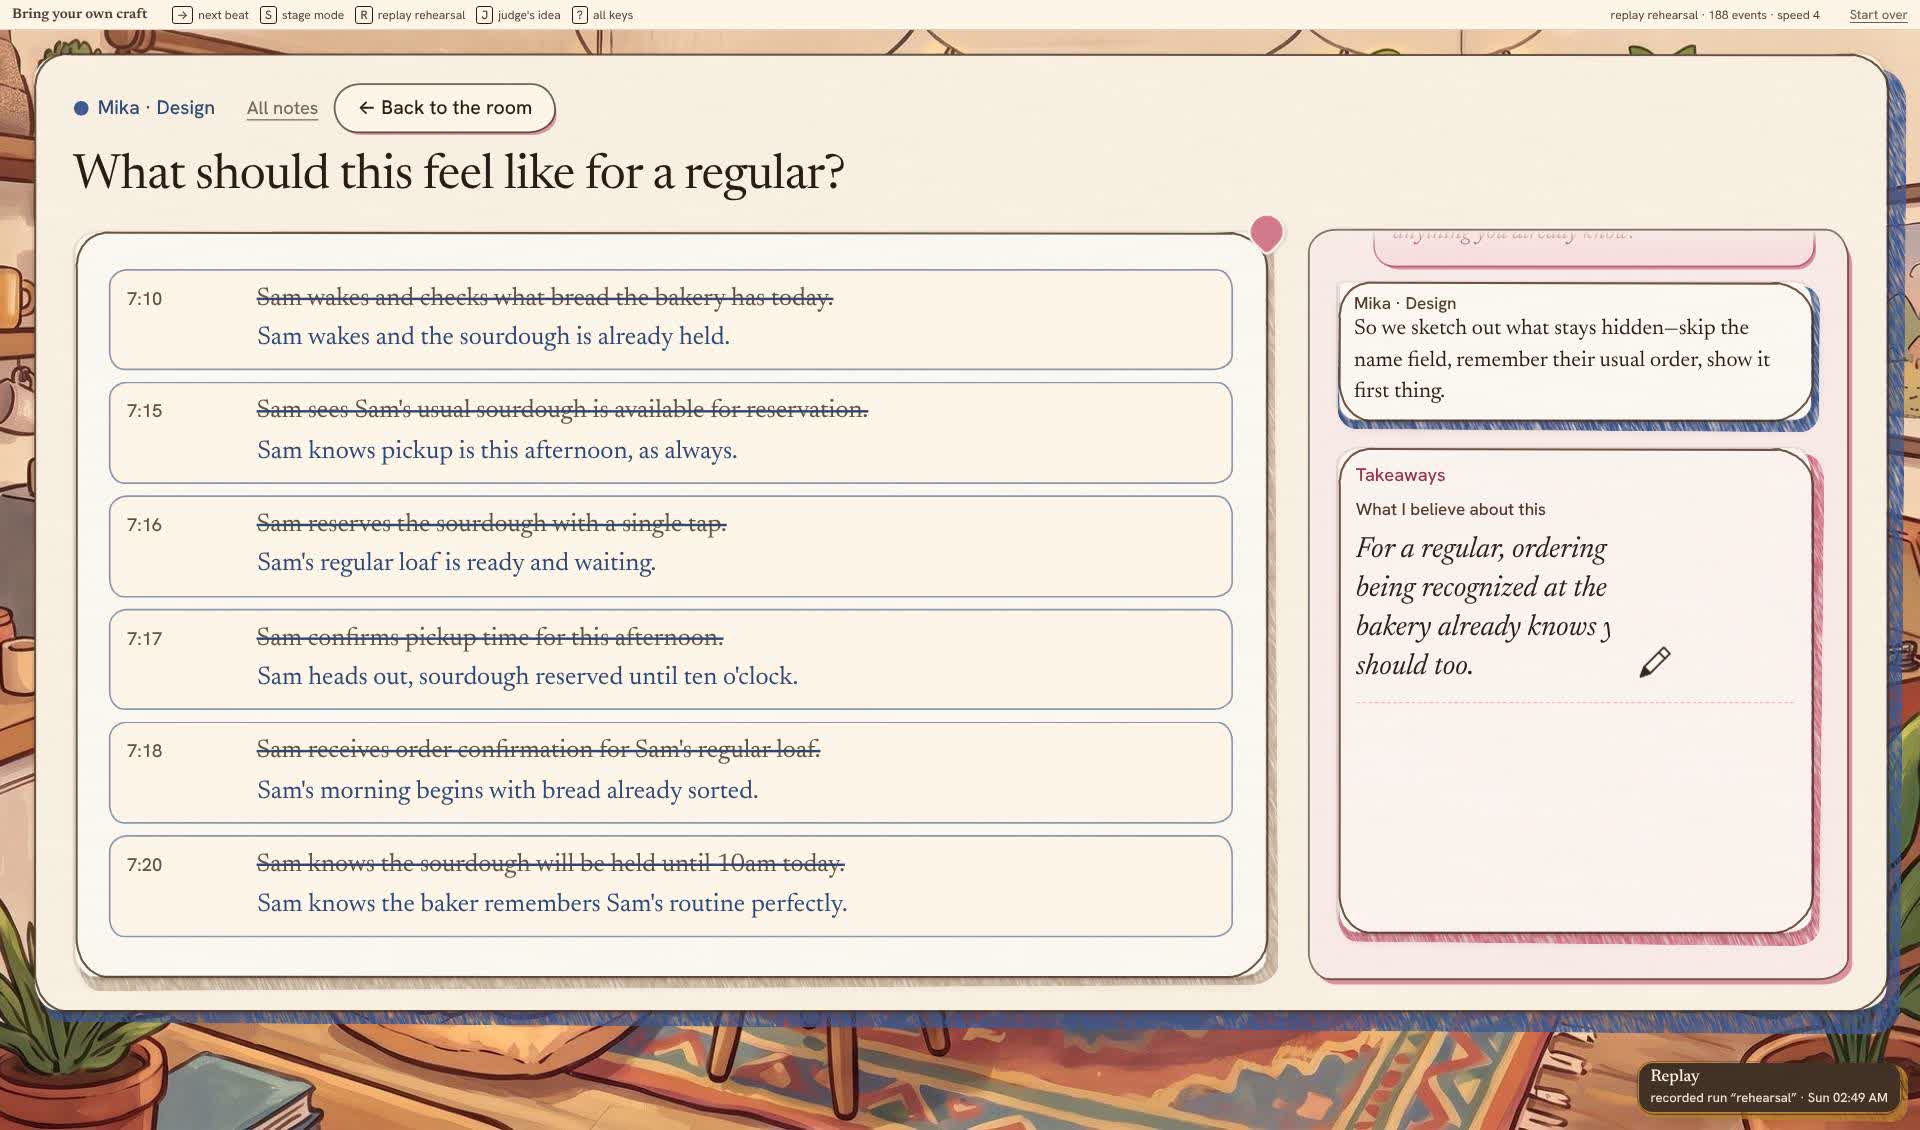 Bring your own craft → next beat S stage mode R replay rehearsal J judge's idea ? all keys replay rehearsal · 188 events · speed 4 Start over
Mika · Design All notes ← Back to the room
What should this feel like for a regular?
7:10 Sam wakes and checks what bread the bakery has today.
Sam wakes and the sourdough is already held.
7:15 Sam sees Sam's usual sourdough is available for reservation.
Sam knows pickup is this afternoon, as always.
7:16 Sam reserves the sourdough with a single tap.
Sam's regular loaf is ready and waiting.
7:17 Sam confirms pickup time for this afternoon.
Sam heads out, sourdough reserved until ten o'clock.
7:18 Sam receives order confirmation for Sam's regular loaf.
Sam's morning begins with bread already sorted.
7:20 Sam knows the sourdough will be held until 10am today.
Sam knows the baker remembers Sam's routine perfectly.
anything you already know.
Mika · Design
So we sketch out what stays hidden—skip the
name field, remember their usual order, show it
first thing.
Takeaways
What I believe about this
For a regular, ordering
being recognized at the
bakery already knows y
should too.
Replay
recorded run “rehearsal” · Sun 02:49 AM